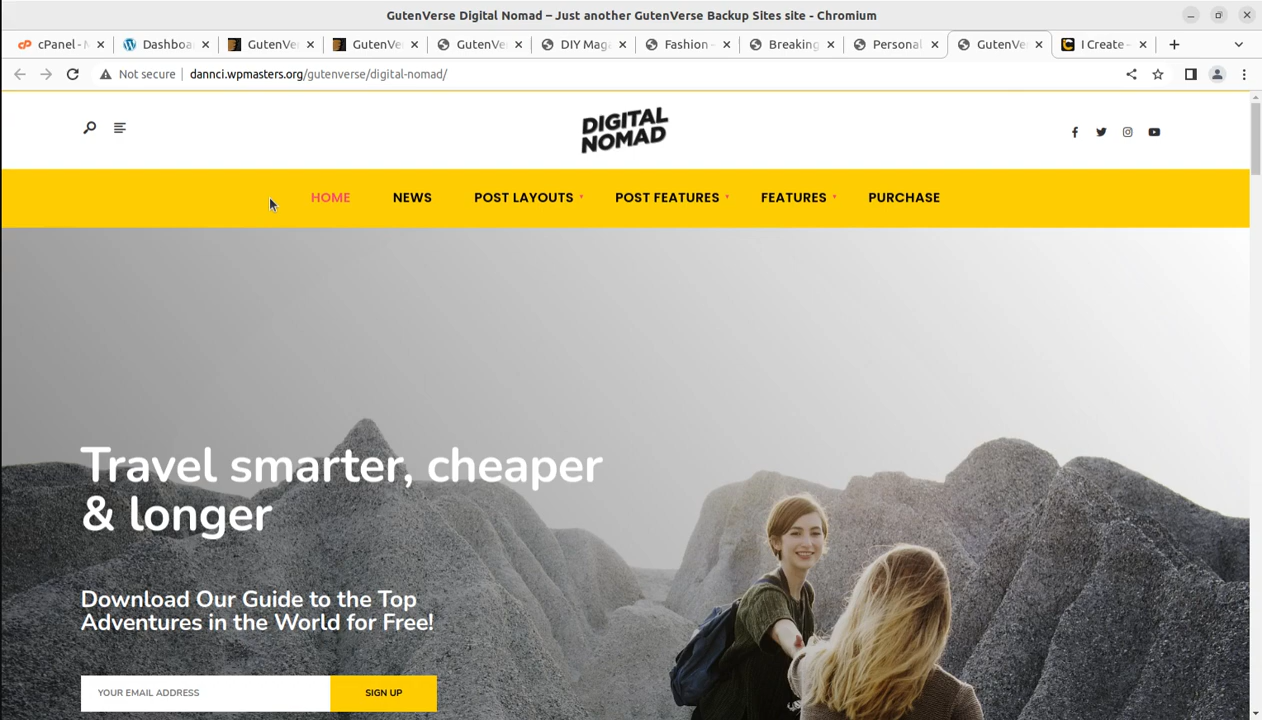 GutenVerse Digital Nomad – Just another GutenVerse Backup Sites site - Chromium
cPanel - M
Dashboa
GutenVer
GutenVe
GutenVe
DIY Maga
Fashion -
Breaking
Personal
GutenVe
I Create -
Not secure dannci.wpmasters.org/gutenverse/digital-nomad/
DIGITAL
NOMAD
HOME NEWS POST LAYOUTS POST FEATURES FEATURES PURCHASE
Travel smarter, cheaper
& longer
Download Our Guide to the Top
Adventures in the World for Free!
YOUR EMAIL ADDRESS SIGN UP